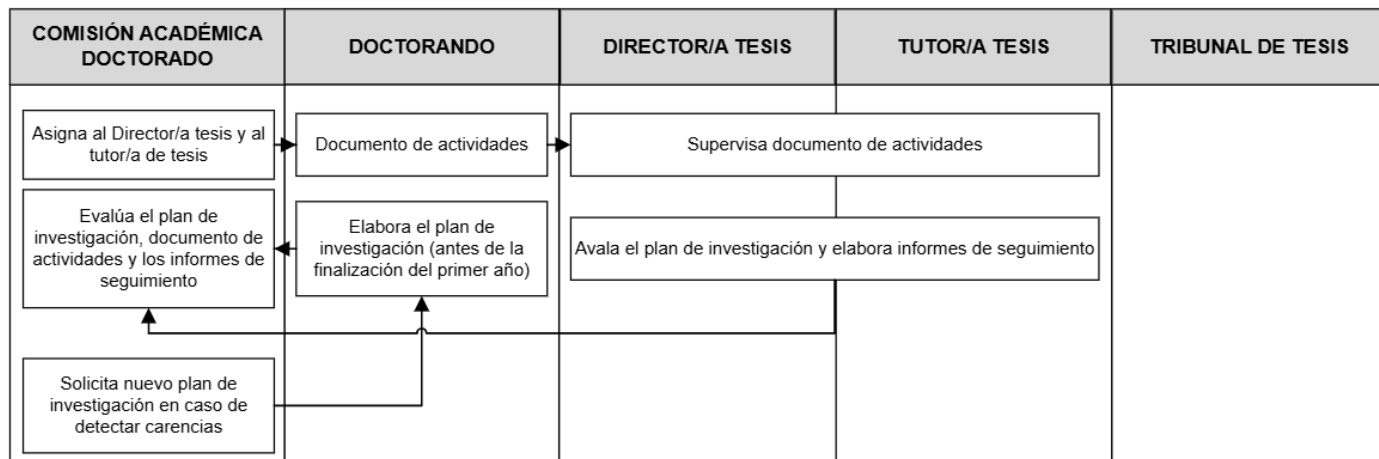 COMISIÓN ACADÉMICA
DOCTORADO
DOCTORANDO
DIRECTOR/A TESIS
TUTOR/A TESIS
TRIBUNAL DE TESIS
Asigna al Director/a tesis y al
tutor/a de tesis
Documento de actividades
Supervisa documento de actividades
Evalúa el plan de
investigación, documento de
actividades y los informes de
seguimiento
Elabora el plan de
investigación (antes de la
finalización del primer año)
Avala el plan de investigación y elabora informes de seguimiento
Solicita nuevo plan de
investigación en caso de
detectar carencias